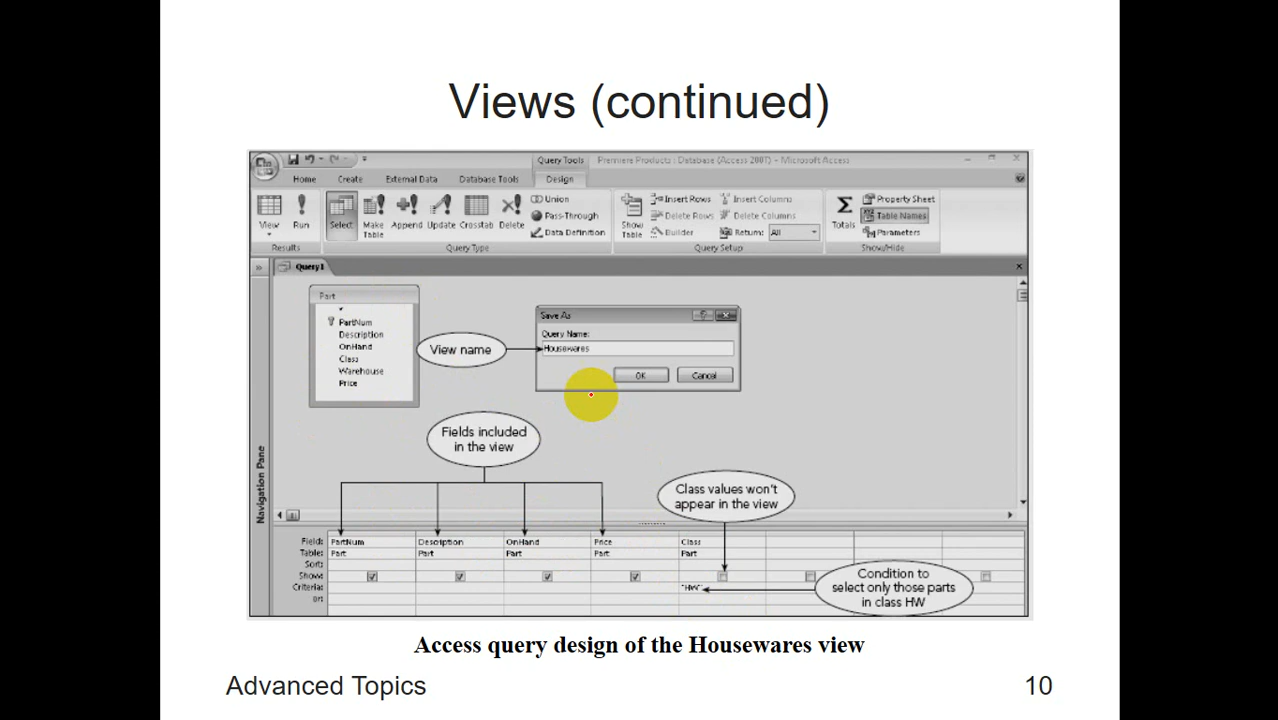 Views (continued)
Query Tools
Premiere Products : Database (Access 2007) - Microsoft Access
Home
Create
External Data
Database Tools
Design
View
Run
Select
Make
Table
Append
Update
Crosstab
Delete
Union
Pass-Through
Data Definition
Show
Table
Insert Rows
Delete Rows
Builder
Insert Columns
Delete Columns
Return: All
Totals
Property Sheet
Table Names
Parameters
Results
Query Type
Query Setup
Show/Hide
Query1
Part
*
PartNum
Description
OnHand
Class
Warehouse
Price
View name
Save As
Query Name:
Housewares
OK
Cancel
Fields included
in the view
Class values won't
appear in the view
Navigation Pane
Field: PartNum Description OnHand Price Class
Table: Part Part Part Part Part
Sort:
Show:
Criteria: "HW"
or:
Condition to
select only those parts
in class HW
Access query design of the Housewares view
Advanced Topics
10